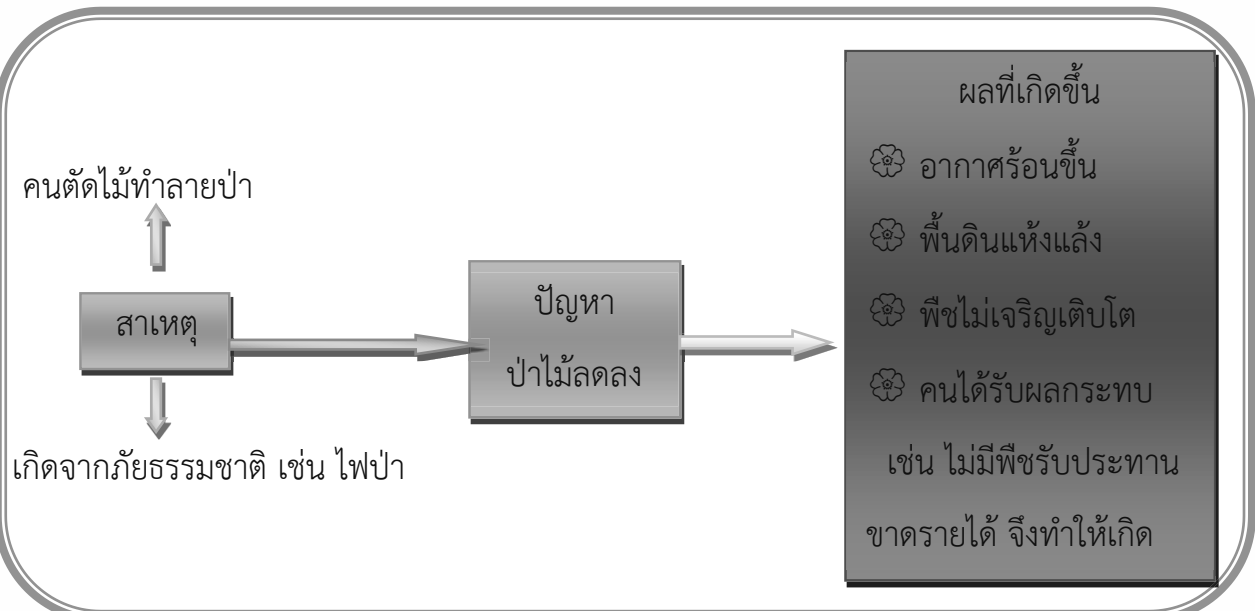 คนตัดไม้ทำลายป่า
สาเหตุ
เกิดจากภัยธรรมชาติ เช่น ไฟป่า
ปัญหา
ป่าไม้ลดลง
ผลที่เกิดขึ้น
อากาศร้อนขึ้น
พื้นดินแห้งแล้ง
พืชไม่เจริญเติบโต
คนได้รับผลกระทบ
เช่น ไม่มีพืชรับประทาน
ขาดรายได้ จึงทำให้เกิด